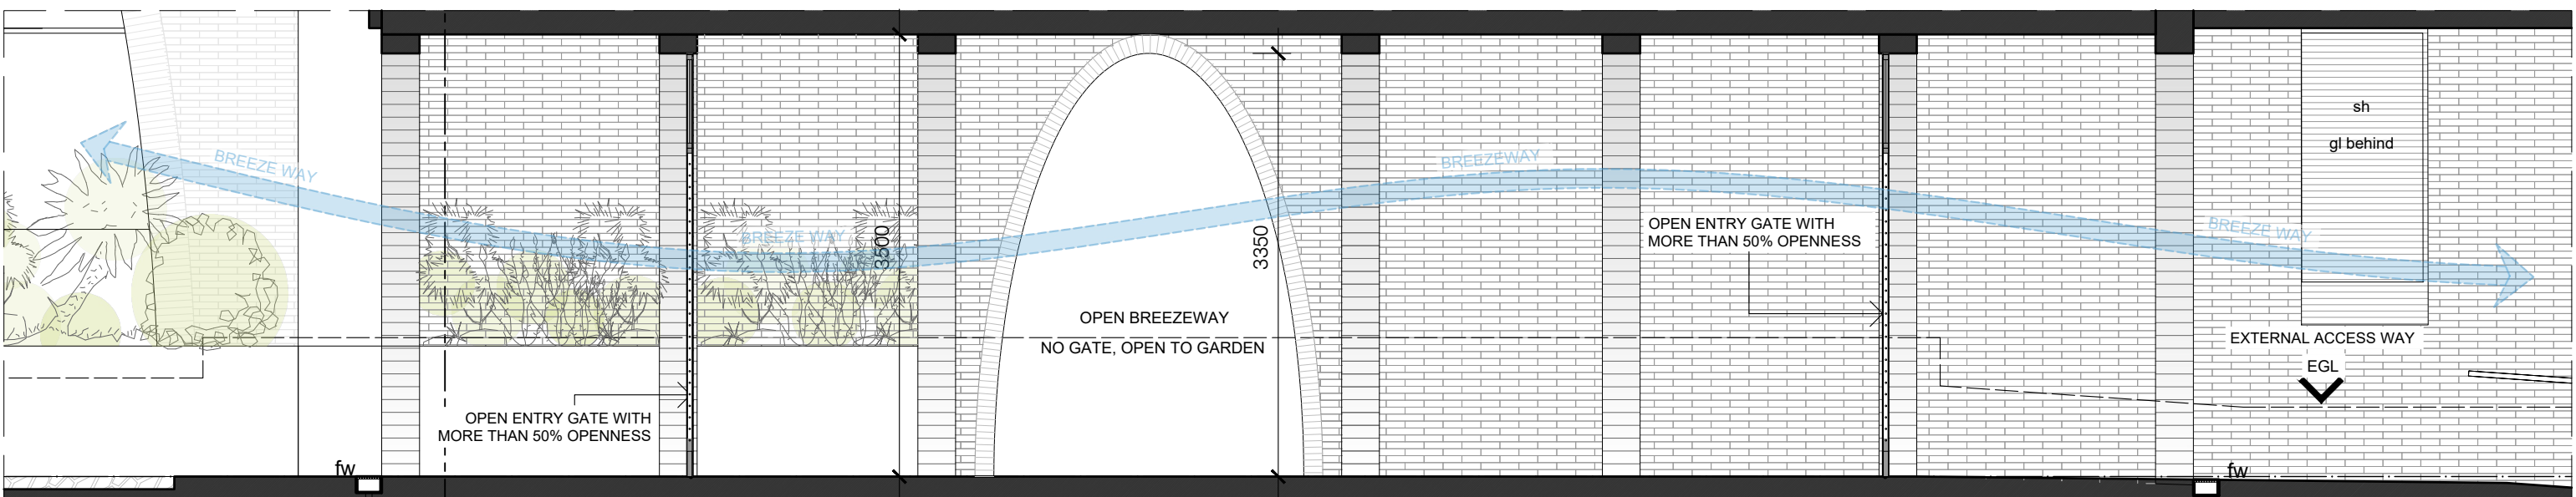 BREEZE WAY
BREEZE WAY
BREEZEWAY
BREEZE WAY
3500
3350
sh
gl behind
OPEN ENTRY GATE WITH
MORE THAN 50% OPENNESS
OPEN BREEZEWAY
NO GATE, OPEN TO GARDEN
EXTERNAL ACCESS WAY
EGL
OPEN ENTRY GATE WITH
MORE THAN 50% OPENNESS
fw
fw